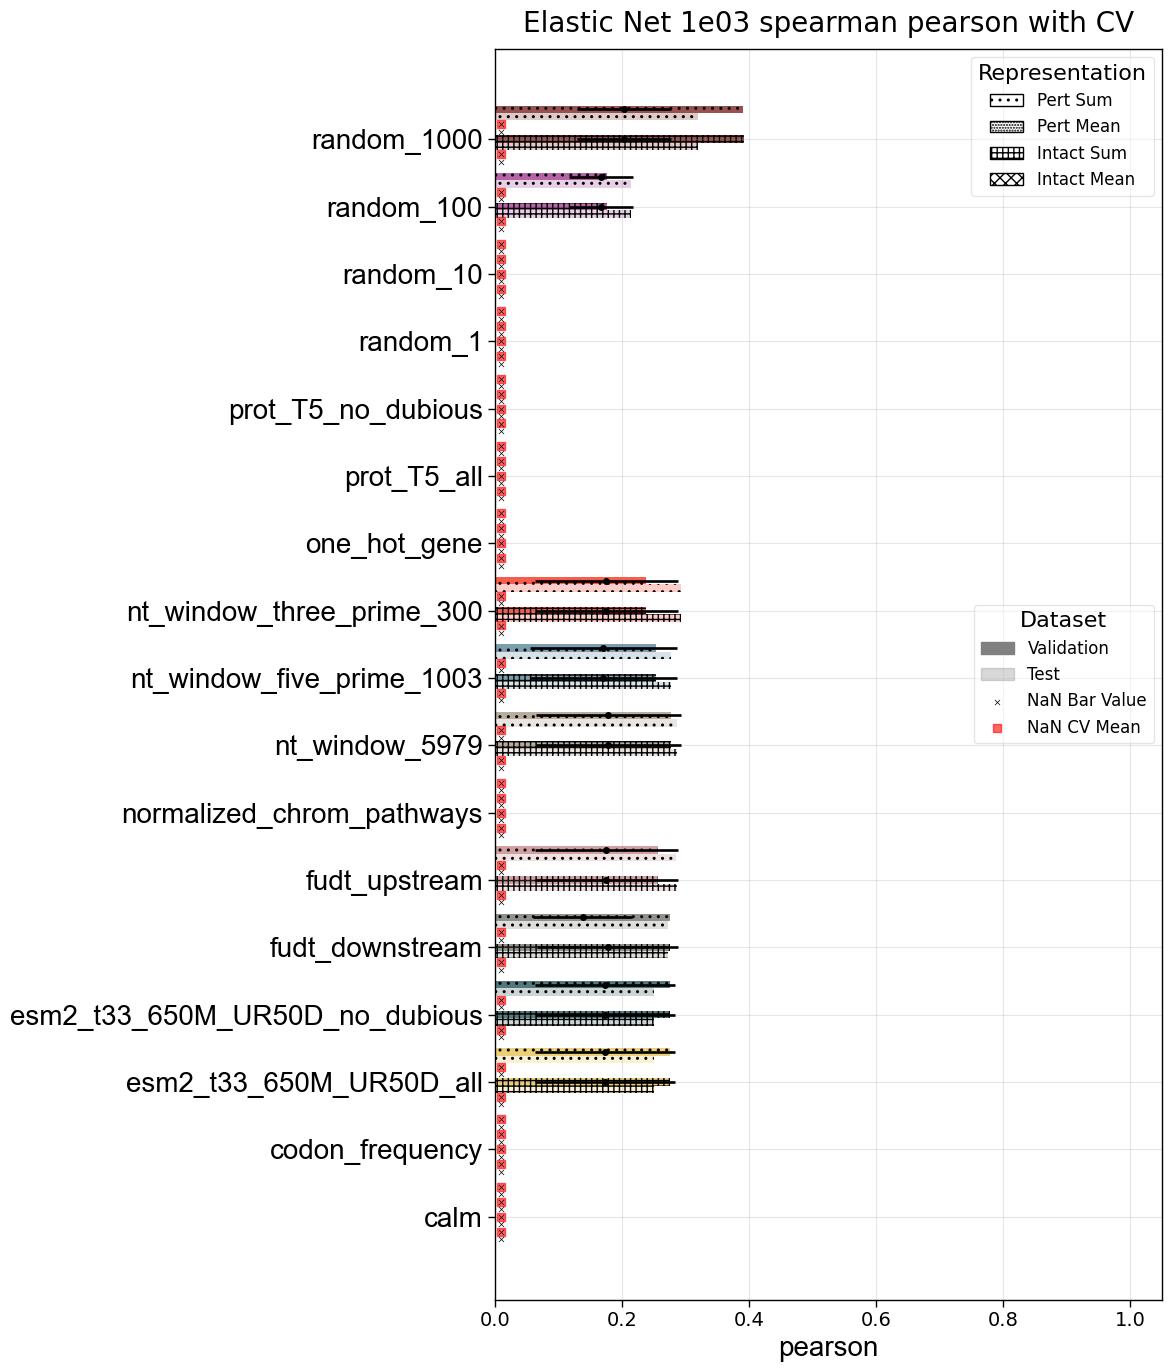 Elastic Net 1e03 spearman pearson with CV
Representation
Pert Sum
Pert Mean
Intact Sum
Intact Mean
random_1000
random_100
random_10
random_1
prot_T5_no_dubious
prot_T5_all
one_hot_gene
nt_window_three_prime_300
nt_window_five_prime_1003
nt_window_5979
normalized_chrom_pathways
fudt_upstream
fudt_downstream
esm2_t33_650M_UR50D_no_dubious
esm2_t33_650M_UR50D_all
codon_frequency
calm
Dataset
Validation
Test
NaN Bar Value
NaN CV Mean
0.0 0.2 0.4 0.6 0.8 1.0
pearson